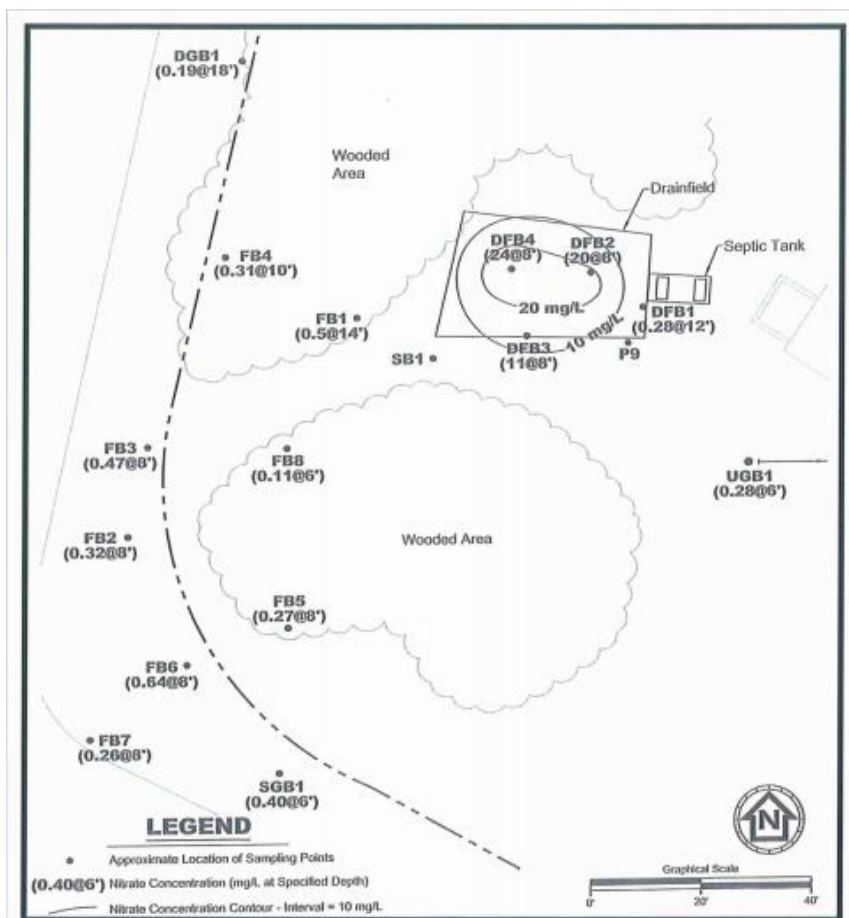 DGB1
(0.19@18')
Wooded
Area
Drainfield
DFB4
(24@8')
DFB2
(20@8')
Septic Tank
FB4
(0.31@10')
20 mg/L
10 mg/L
DFB1
(0.28@12')
FB1
(0.5@14')
DFB3
(11@8')
P9
SB1
FB3
(0.47@8')
FB8
(0.11@6')
UGB1
(0.28@6')
FB2
(0.32@8')
Wooded Area
FB5
(0.27@8')
FB6
(0.64@6')
FB7
(0.26@8')
SGB1
(0.40@6')
N
LEGEND
Approximate Location of Sampling Points
(0.40@6') Nitrate Concentration (mg/L at Specified Depth)
Nitrate Concentration Contour - Interval = 10 mg/L
Graphical Scale
0' 20' 40'